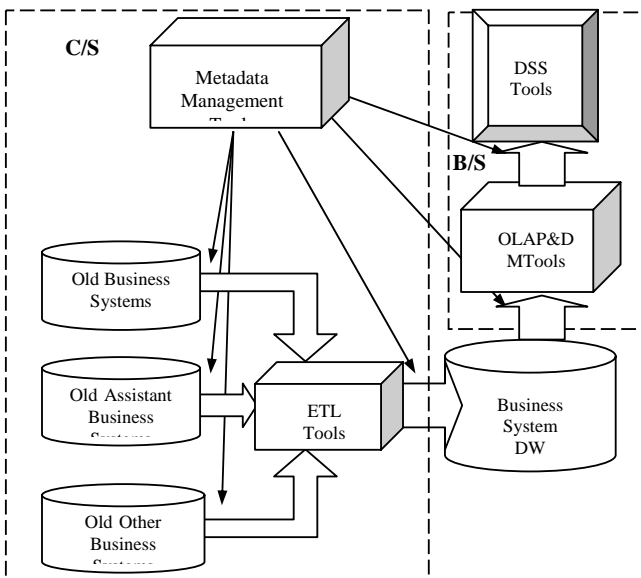 C/S
Metadata
Management
DSS
Tools
B/S
OLAP&D
MTools
Old Business
Systems
Old Assistant
Business
ETL
Tools
Business
System
DW
Old Other
Business